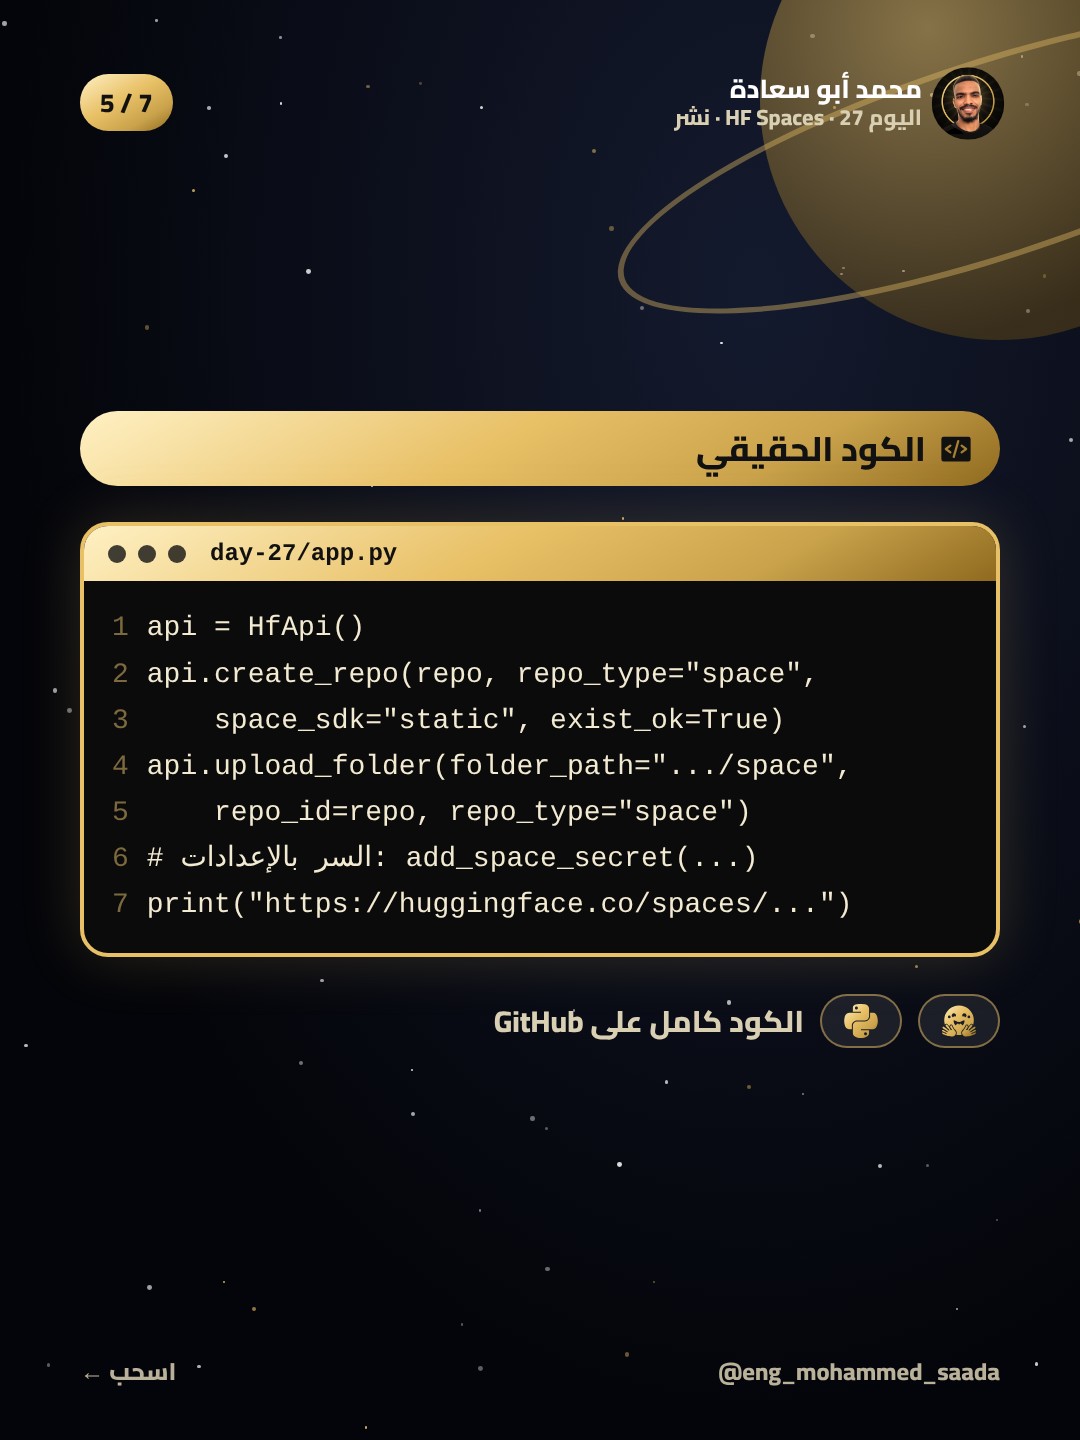 محمد أبو سعادة
اليوم 27 · HF Spaces · نشر
5 / 7
الكود الحقيقي
day-27/app.py
1 api = HfApi()
2 api.create_repo(repo, repo_type="space",
3     space_sdk="static", exist_ok=True)
4 api.upload_folder(folder_path=".../space",
5     repo_id=repo, repo_type="space")
6 # السر بالإعدادات: add_space_secret(...)
7 print("https://huggingface.co/spaces/...")
الكود كامل على GitHub
@eng_mohammed_saada
اسحب ←